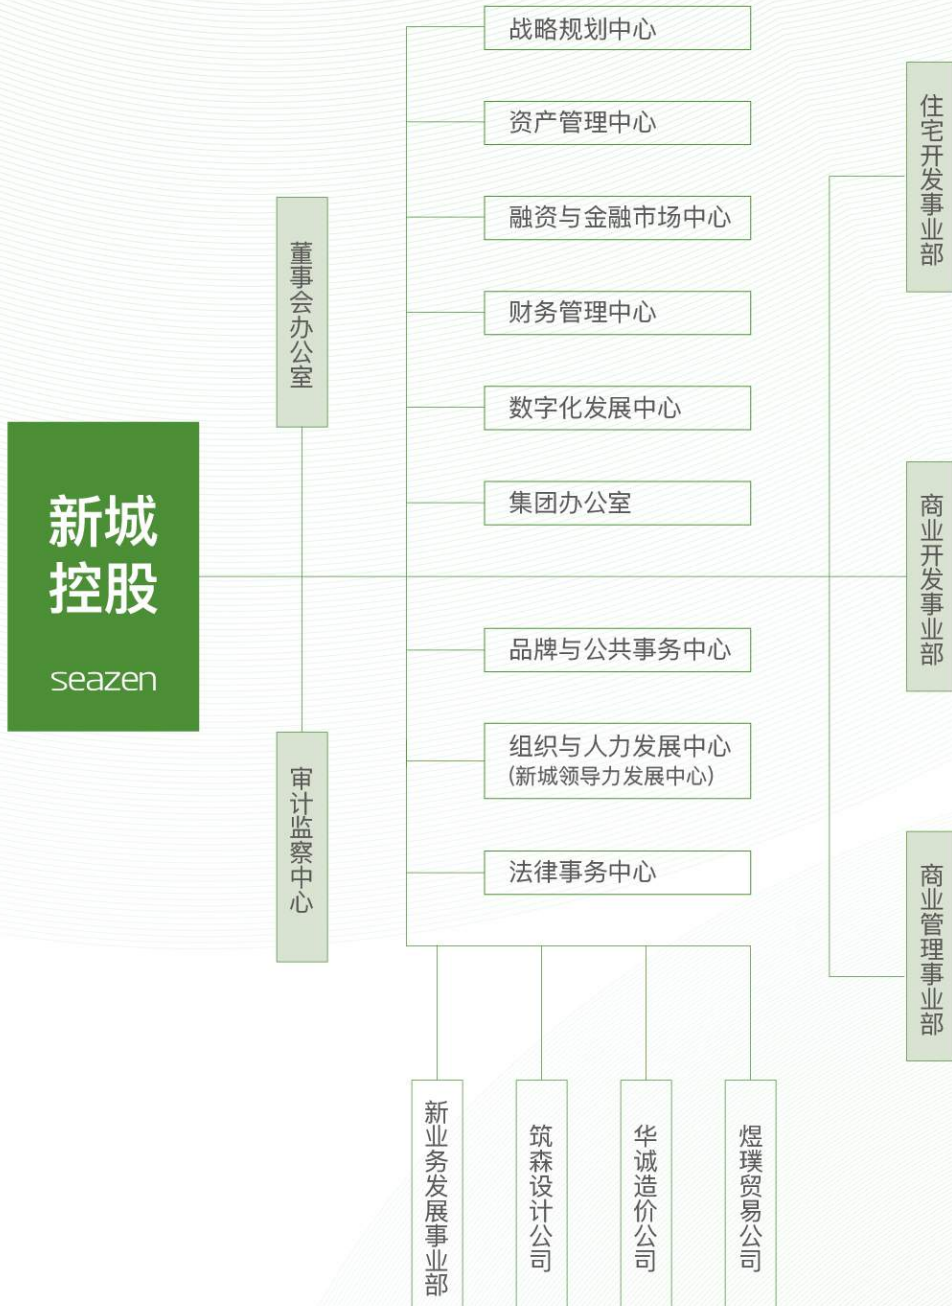 新城
控股
seazen
董事会办公室
审计监察中心
战略规划中心
资产管理中心
融资与金融市场中心
财务管理中心
数字化发展中心
集团办公室
品牌与公共事务中心
组织与人力发展中心
(新城领导力发展中心)
法律事务中心
新业务发展事业部
筑森设计公司
华诚造价公司
煜璞贸易公司
住宅开发事业部
商业开发事业部
商业管理事业部